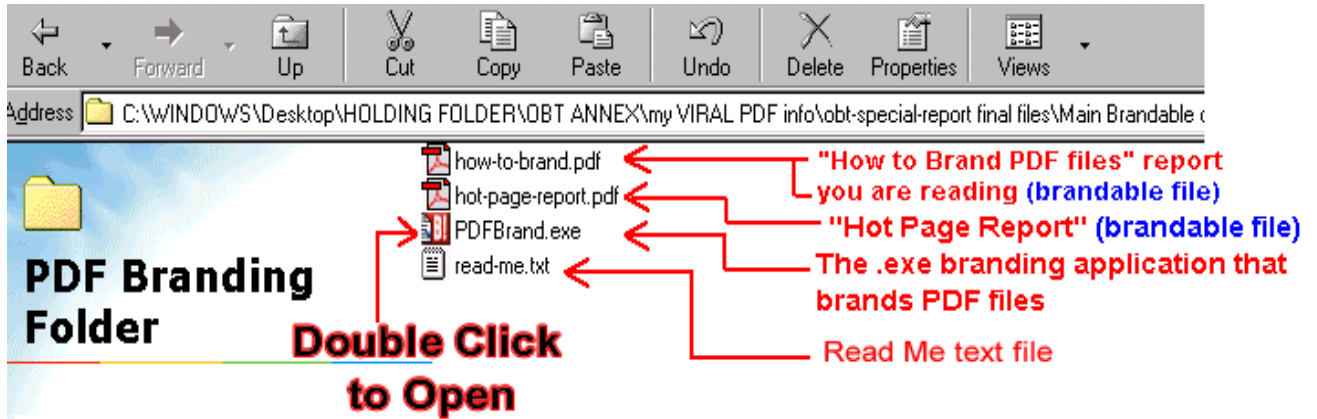 Back Forward Up Cut Copy Paste Undo Delete Properties Views
Address C:\WINDOWS\Desktop\HOLDING FOLDER\OBT ANNEX\my VIRAL PDF info\obt-special-report final files\Main Brandable
how-to-brand.pdf
hot-page-report.pdf
PDFBrand.exe
read-me.txt
PDF Branding
Folder
Double Click
to Open
"How to Brand PDF files" report
you are reading (brandable file)
"Hot Page Report" (brandable file)
The .exe branding application that
brands PDF files
Read Me text file